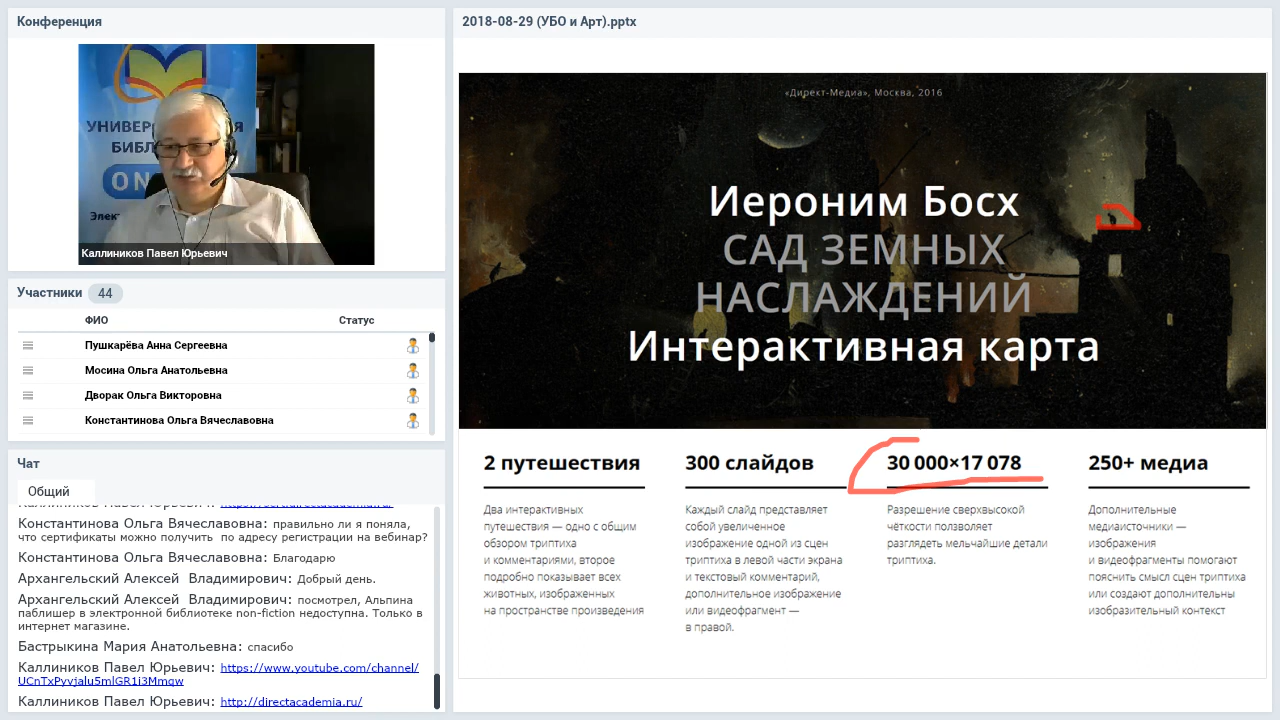 Конференция
УНИВЕР
АЯ
БИБЛ
ON
Элект
Каллиников Павел Юрьевич
Участники 44
ФИО Статус
Пушкарёва Анна Сергеевна
Мосина Ольга Анатольевна
Дворак Ольга Викторовна
Константинова Ольга Вячеславовна
Чат
Общий
Константинова Ольга Вячеславовна: правильно ли я поняла,
что сертификаты можно получить по адресу регистрации на вебинар?
Константинова Ольга Вячеславовна: Благодарю
Архангельский Алексей Владимирович: Добрый день.
Архангельский Алексей Владимирович: посмотрел, Альпина
паблишер в электронной библиотеке non-fiction недоступна. Только в
интернет магазине.
Бастрыкина Мария Анатольевна: спасибо
Каллиников Павел Юрьевич: https://www.youtube.com/channel/
UCnTxPyvjalu5mlGR1i3Mmqw
Каллиников Павел Юрьевич: http://directacademia.ru/
2018-08-29 (УБО и Арт).pptx
«Директ-Медиа», Москва, 2016
Иероним Босх
САД ЗЕМНЫХ
НАСЛАЖДЕНИЙ
Интерактивная карта
2 путешествия
Два интерактивных
путешествия — одно с общим
обзором триптиха
и комментариями, второе
подробно показывает всех
животных, изображенных
на пространстве произведения
300 слайдов
Каждый слайд представляет
собой увеличенное
изображение одной из сцен
триптиха в левой части экрана
и текстовый комментарий,
дополнительное изображение
или видеофрагмент —
в правой.
30 000×17 078
Разрешение сверхвысокой
чёткости позволяет
разглядеть мельчайшие детали
триптиха.
250+ медиа
Дополнительные
медиаисточники —
изображения
и видеофрагменты помогают
пояснить смысл сцен триптиха
или создают дополнительны
изобразительный контекст